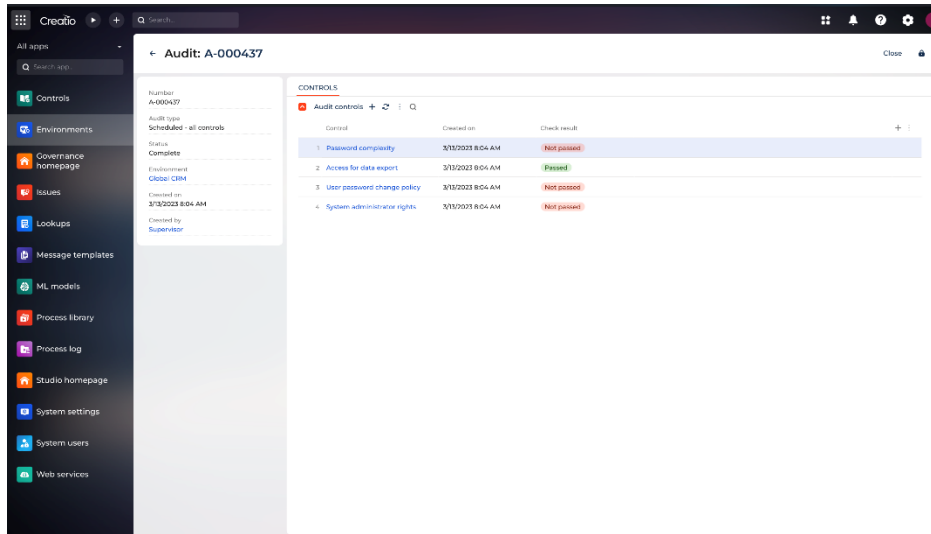 Creatio
Search..
All apps
Search app..
Controls
Environments
Governance
homepage
Issues
Lookups
Message templates
ML models
Process library
Process log
Studio homepage
System settings
System users
Web services
← Audit: A-000437
Close
Number
A-000437
Audit type
Scheduled - all controls
Status
Complete
Environment
Global CRM
Created on
3/13/2023 8:04 AM
Created by
Supervisor
CONTROLS
Audit controls
Control Created on Check result
1 Password complexity 3/13/2023 8:04 AM Not passed
2 Access for data export 3/13/2023 8:04 AM Passed
3 User password change policy 3/13/2023 8:04 AM Not passed
4 System administrator rights 3/13/2023 8:04 AM Not passed